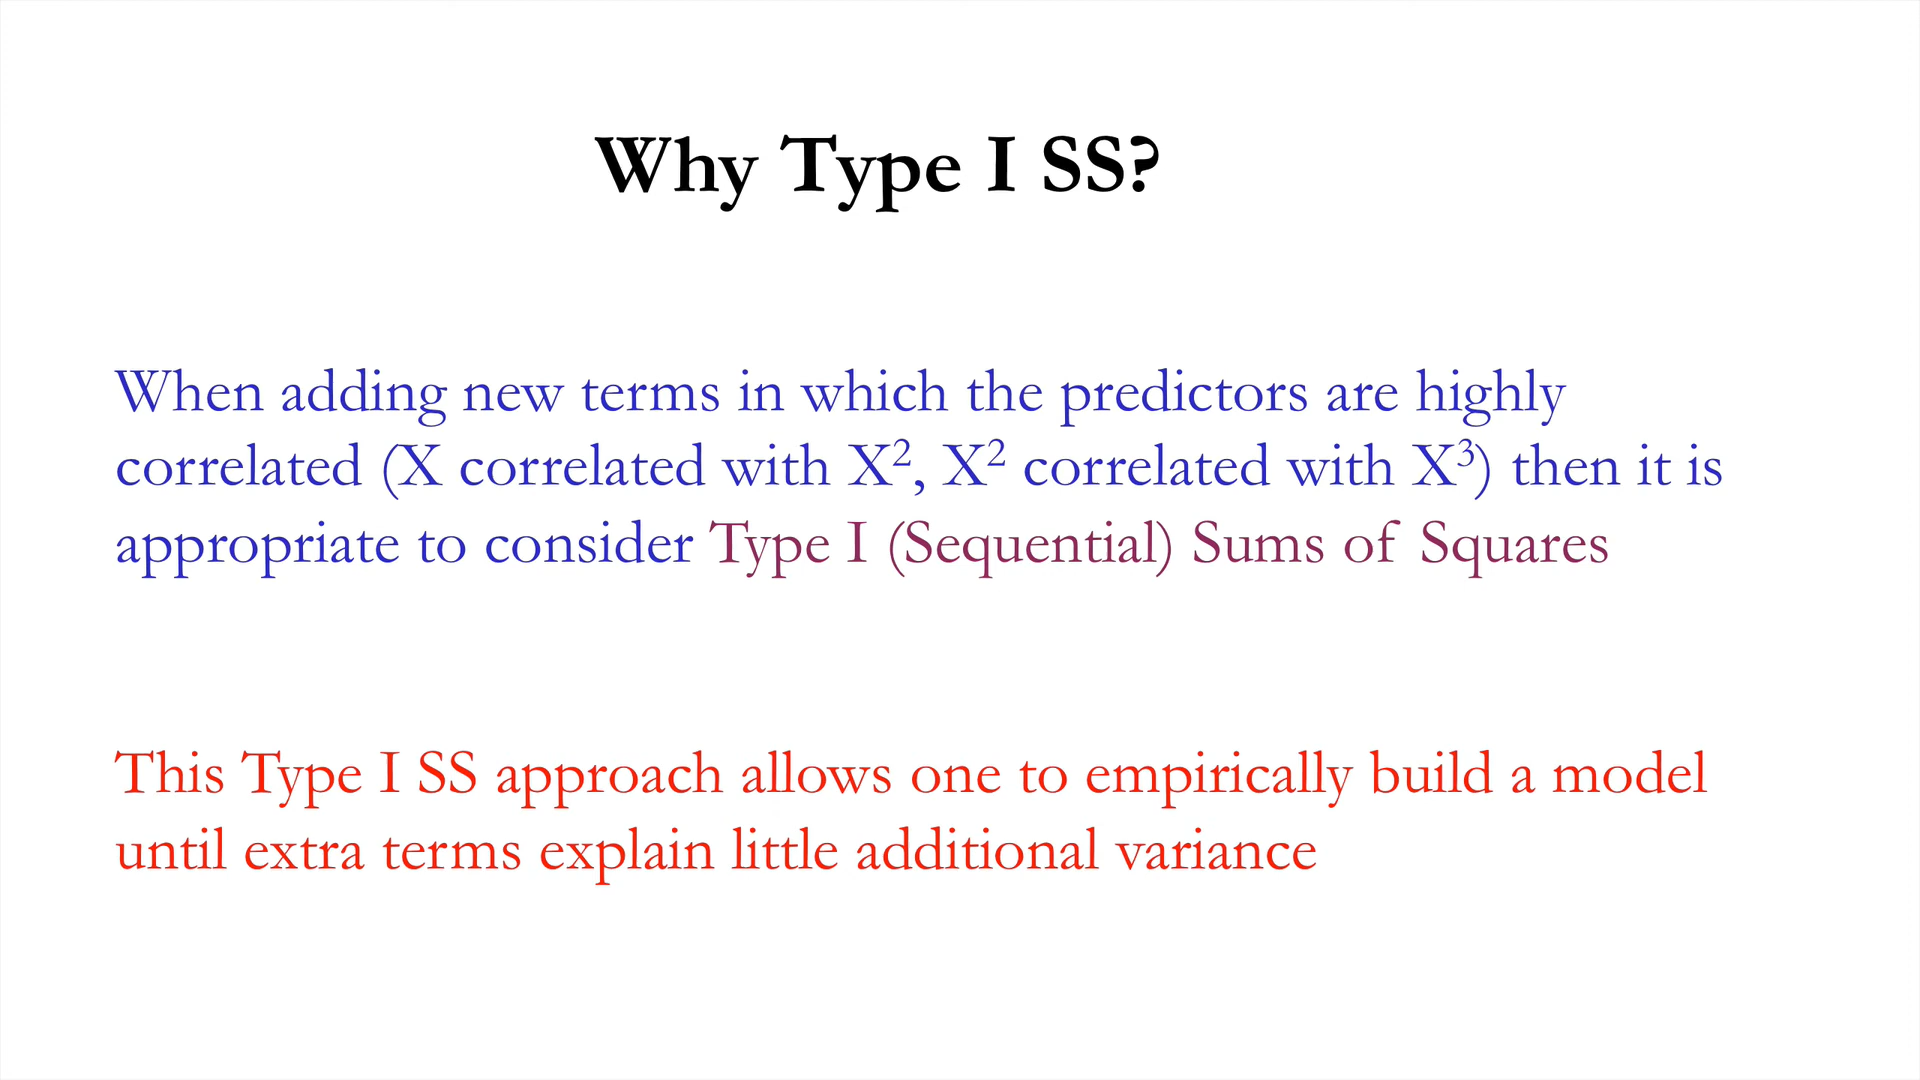 Why Type I SS?
When adding new terms in which the predictors are highly
correlated (X correlated with X², X² correlated with X³) then it is
appropriate to consider Type I (Sequential) Sums of Squares
This Type I SS approach allows one to empirically build a model
until extra terms explain little additional variance